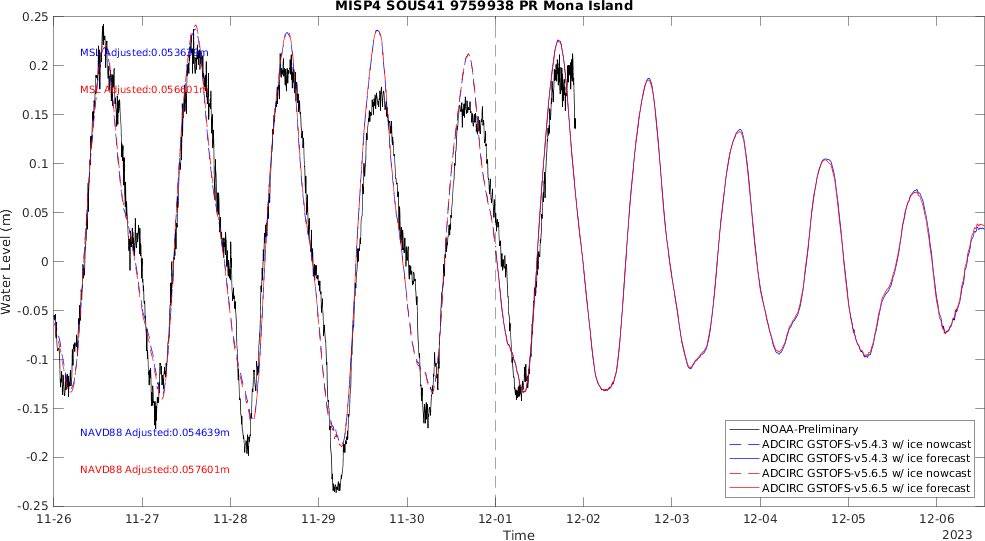 MISP4 SOUS41 9759938 PR Mona Island
0.25
0.2
0.15
0.1
0.05
0
-0.05
-0.1
-0.15
-0.2
-0.25
Water Level (m)
MSL Adjusted:
MSL Adjusted:0.056601m
NAVD88 Adjusted:0.054639m
NAVD88 Adjusted:0.057601m
NOAA-Preliminary
ADCIRC GSTOFS-v5.4.3 w/ ice nowcast
ADCIRC GSTOFS-v5.4.3 w/ ice forecast
ADCIRC GSTOFS-v5.6.5 w/ ice nowcast
ADCIRC GSTOFS-v5.6.5 w/ ice forecast
11-26 11-27 11-28 11-29 11-30 12-01 12-02 12-03 12-04 12-05 12-06
2023
Time